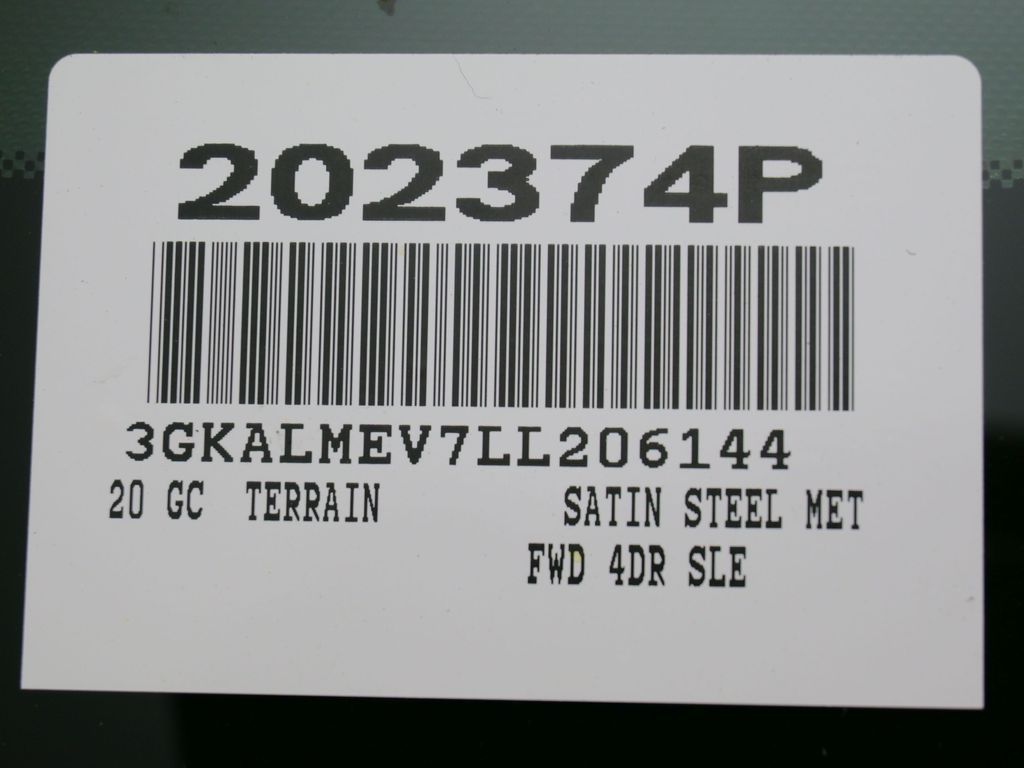 202374P
3GKALMEV7LL206144
20 GC TERRAIN SATIN STEEL MET
FWD 4DR SLE